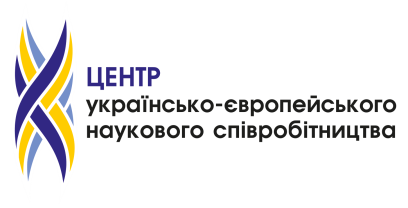 ЦЕНТР
українсько-європейського
наукового співробітництва